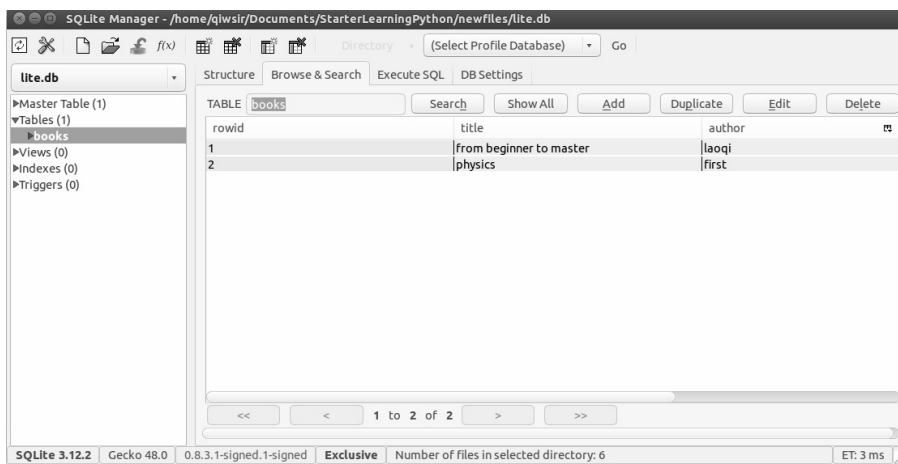 SQLite Manager - /home/qiwsir/Documents/StarterLearningPython/newfiles/lite.db
f(x) Directory (Select Profile Database) Go
lite.db
Master Table (1)
Tables (1)
books
Views (0)
Indexes (0)
Triggers (0)
Structure Browse & Search Execute SQL DB Settings
TABLE books Search Show All Add Duplicate Edit Delete
rowid title author
1 from beginner to master laoqi
2 physics first
<< < 1 to 2 of 2 > >>
SQLite 3.12.2 Gecko 48.0 0.8.3.1-signed.1-signed Exclusive Number of files in selected directory: 6 ET: 3 ms